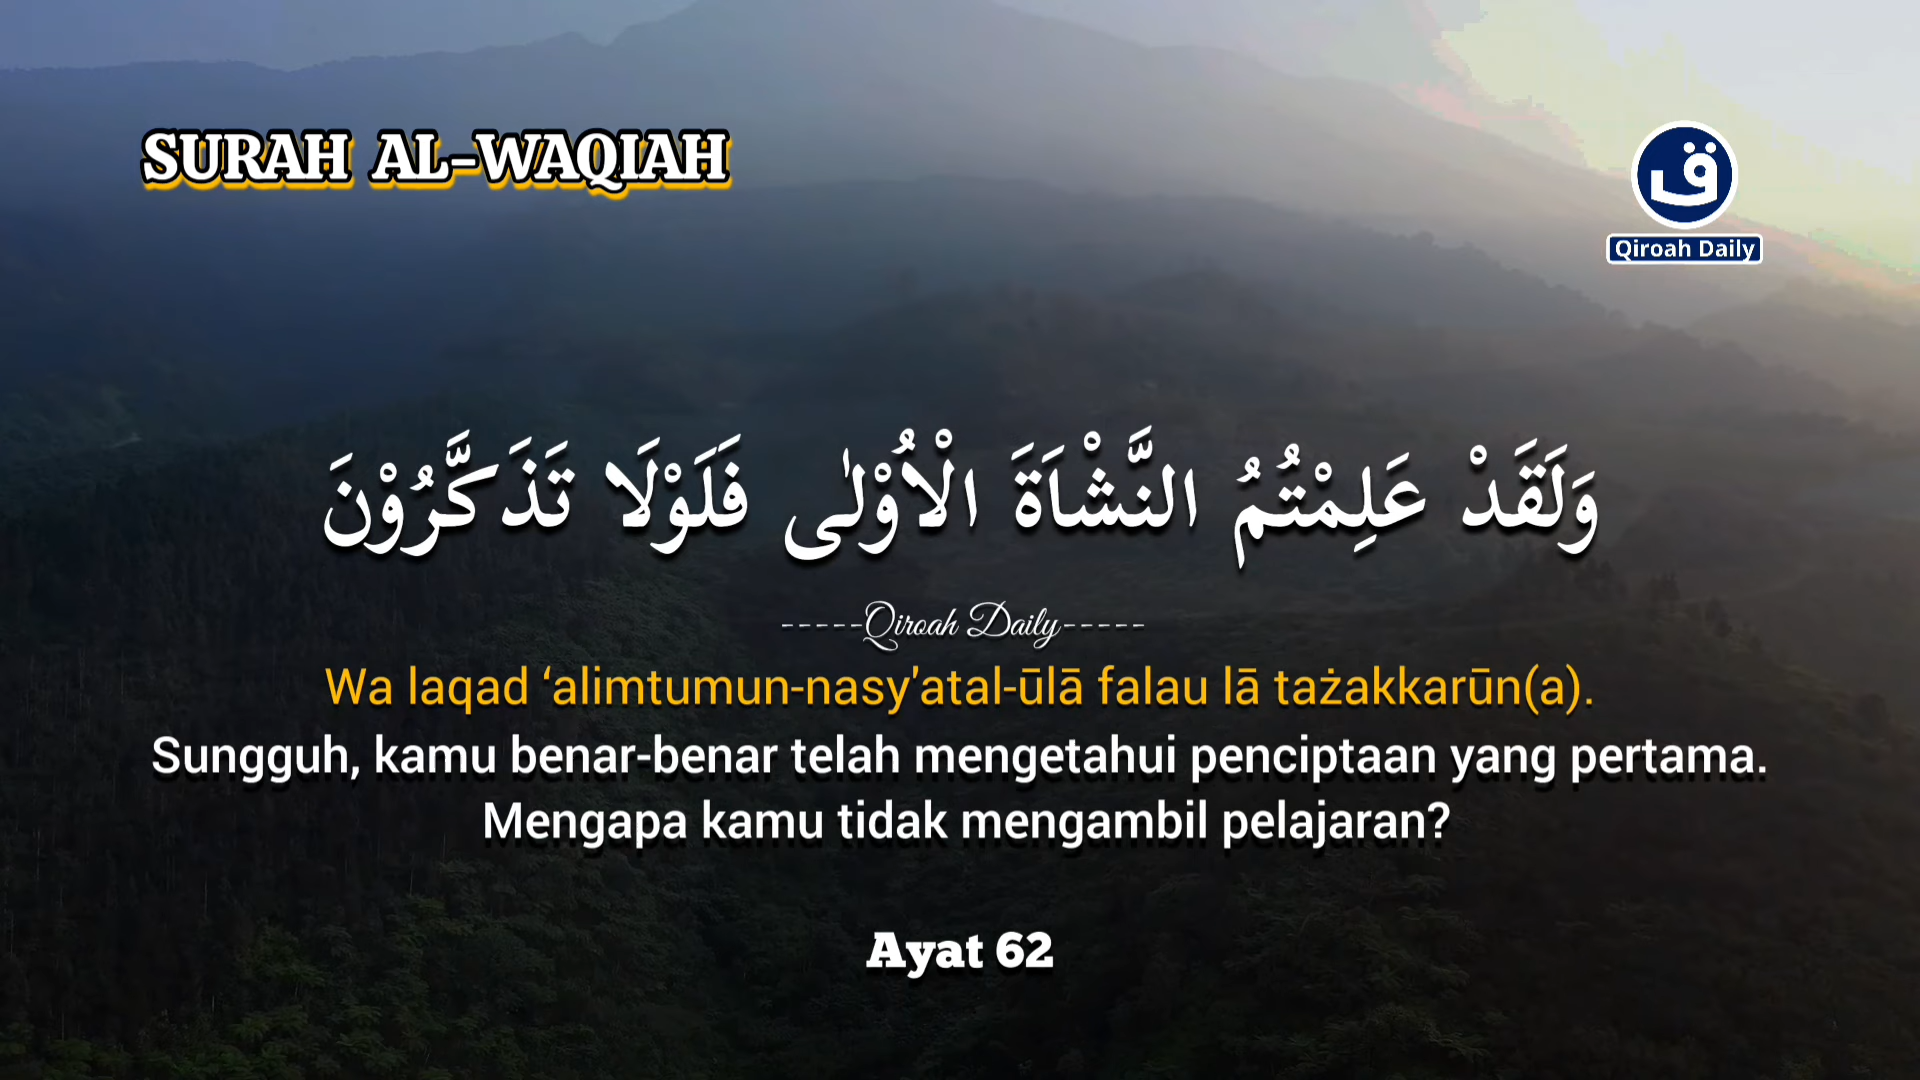 SURAH AL-WAQIAH
ق
Qiroah Daily
وَلَقَدْ عَلِمْتُمُ النَّشْاَةَ الْاُوْلٰى فَلَوْلَا تَذَكَّرُوْنَ
-----Qiroah Daily-----
Wa laqad ‘alimtumun-nasy'atal-ūlā falau lā tażakkarūn(a).
Sungguh, kamu benar-benar telah mengetahui penciptaan yang pertama.
Mengapa kamu tidak mengambil pelajaran?
Ayat 62